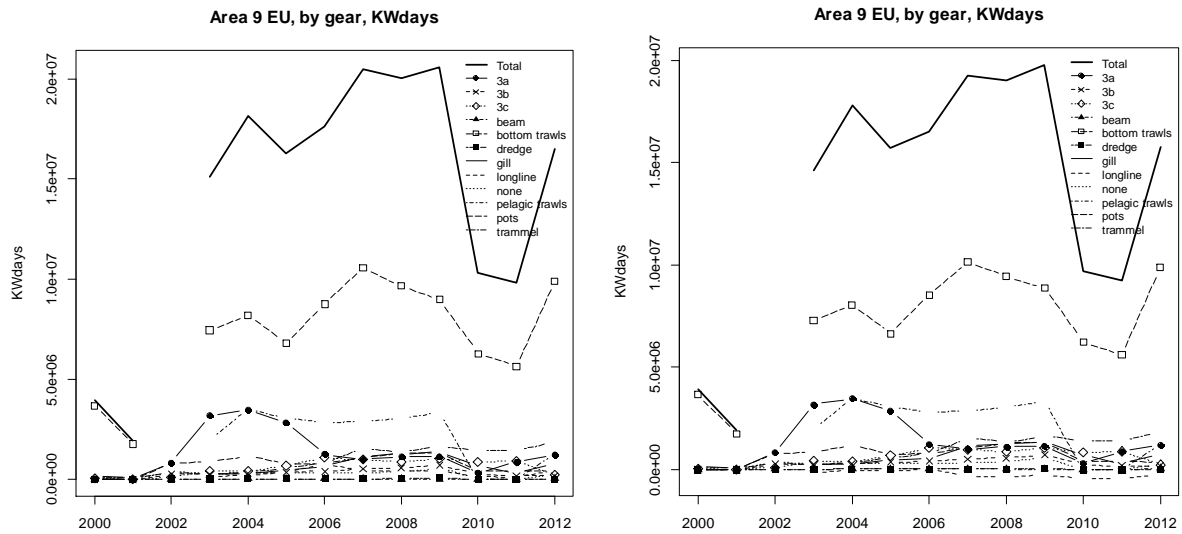 Area 9 EU, by gear, KWdays
KWdays
2.0e+07
1.5e+07
1.0e+07
5.0e+06
0.0e+00
Total
3a
3b
3c
beam
bottom trawls
dredge
gill
longline
none
pelagic trawls
pots
trammel
2000 2002 2004 2006 2008 2010 2012
Area 9 EU, by gear, KWdays
KWdays
2.0e+07
1.5e+07
1.0e+07
5.0e+06
0.0e+00
Total
3a
3b
3c
beam
bottom trawls
dredge
gill
longline
none
pelagic trawls
pots
trammel
2000 2002 2004 2006 2008 2010 2012